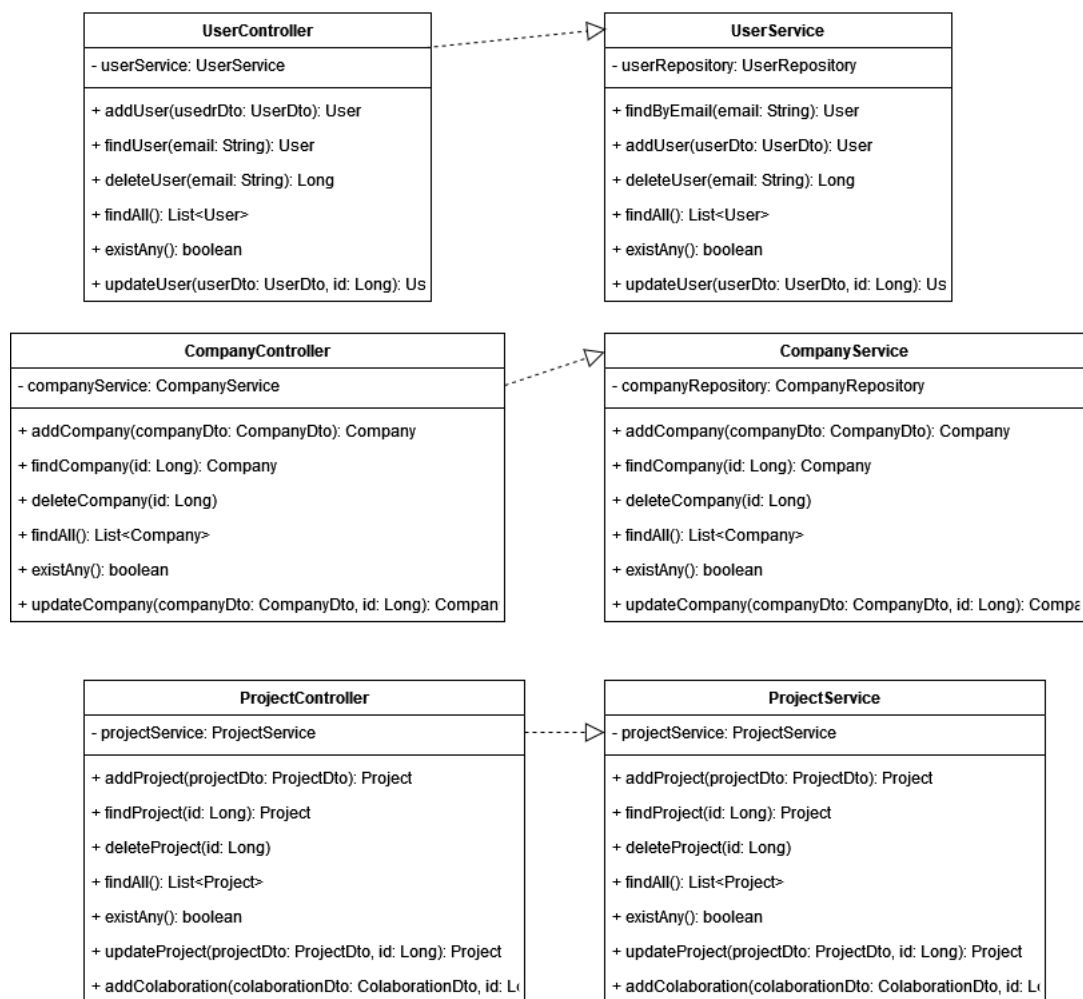 UserController
- userService: UserService
+ addUser(usedrDto: UserDto): User
+ findUser(email: String): User
+ deleteUser(email: String): Long
+ findAll(): List<User>
+ existAny(): boolean
+ updateUser(userDto: UserDto, id: Long): Us
UserService
- userRepository: UserRepository
+ findByEmail(email: String): User
+ addUser(userDto: UserDto): User
+ deleteUser(email: String): Long
+ findAll(): List<User>
+ existAny(): boolean
+ updateUser(userDto: UserDto, id: Long): Us
CompanyController
- companyService: CompanyService
+ addCompany(companyDto: CompanyDto): Company
+ findCompany(id: Long): Company
+ deleteCompany(id: Long)
+ findAll(): List<Company>
+ existAny(): boolean
+ updateCompany(companyDto: CompanyDto, id: Long): Compan
CompanyService
- companyRepository: CompanyRepository
+ addCompany(companyDto: CompanyDto): Company
+ findCompany(id: Long): Company
+ deleteCompany(id: Long)
+ findAll(): List<Company>
+ existAny(): boolean
+ updateCompany(companyDto: CompanyDto, id: Long): Compa
ProjectController
- projectService: ProjectService
+ addProject(projectDto: ProjectDto): Project
+ findProject(id: Long): Project
+ deleteProject(id: Long)
+ findAll(): List<Project>
+ existAny(): boolean
+ updateProject(projectDto: ProjectDto, id: Long): Project
+ addColaboration(colaborationDto: ColaborationDto, id: L
ProjectService
- projectService: ProjectService
+ addProject(projectDto: ProjectDto): Project
+ findProject(id: Long): Project
+ deleteProject(id: Long)
+ findAll(): List<Project>
+ existAny(): boolean
+ updateProject(projectDto: ProjectDto, id: Long): Project
+ addColaboration(colaborationDto: ColaborationDto, id: L